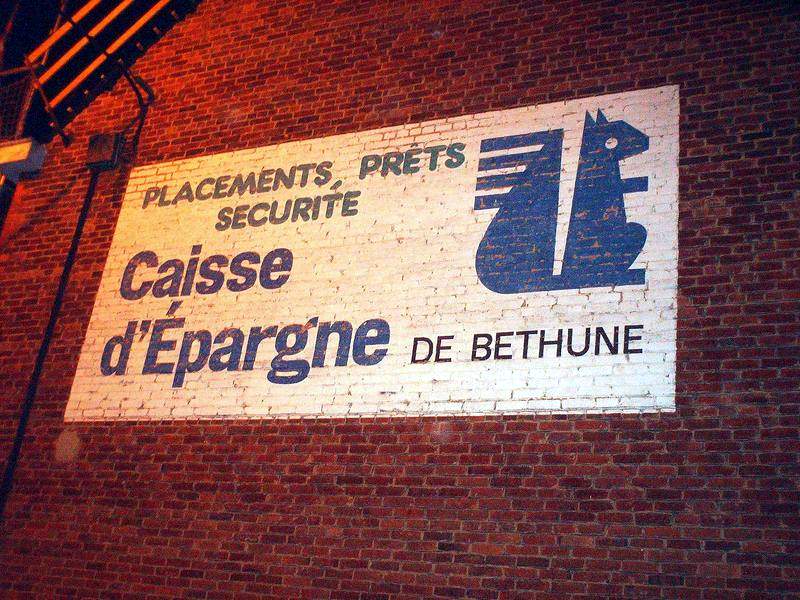 PLACEMENTS, PRÊTS
SECURITÉ
Caisse
d'Épargne DE BETHUNE